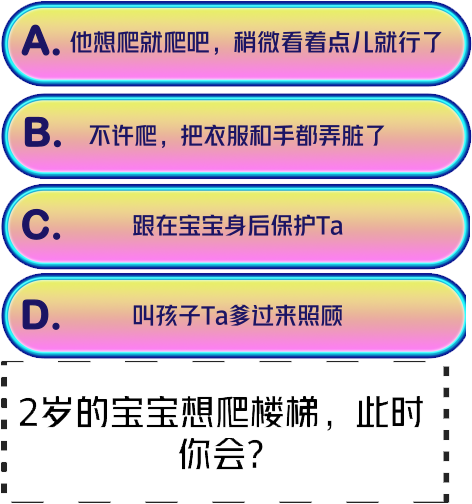 A. 他想爬就爬吧，稍微看着点儿就行了
B. 不许爬，把衣服和手都弄脏了
C. 跟在宝宝身后保护Ta
D. 叫孩子Ta爹过来照顾
2岁的宝宝想爬楼梯，此时
你会?